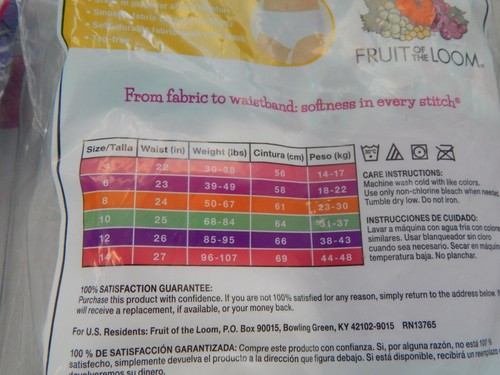 FRUIT OF THE LOOM
From fabric to waistband: softness in every stitch®
Size/Talla Waist (in) Weight (lbs) Cintura (cm) Peso (kg)
4 22 30-38 56 14-17
6 23 39-49 58 18-22
8 24 50-67 61 23-30
10 25 68-84 64 31-37
12 26 85-95 66 38-43
14 27 96-107 69 44-48
CARE INSTRUCTIONS:
Machine wash cold with like colors.
Use only non-chlorine bleach when needed.
Tumble dry low. Do not iron.
INSTRUCCIONES DE CUIDADO:
Lavar a máquina con agua fría con colores
similares. Usar blanqueador sin cloro
cuando sea necesario. Secar en máquina
temperatura baja. No planchar.
100% SATISFACTION GUARANTEE:
Purchase this product with confidence. If you are not 100% satisfied for any reason, simply return to the address below.
will receive a replacement, if available, or your money back.
For U.S. Residents: Fruit of the Loom, P.O. Box 90015, Bowling Green, KY 42102-9015 RN13765
100 % DE SATISFACCIÓN GARANTIZADA: Compre este producto con confianza. Si, por alguna razón, no está 100 %
satisfecho, simplemente devuelva el producto a la dirección que figura debajo. Si está disponible, recibirá un reemplazo
devolveremos su dinero.